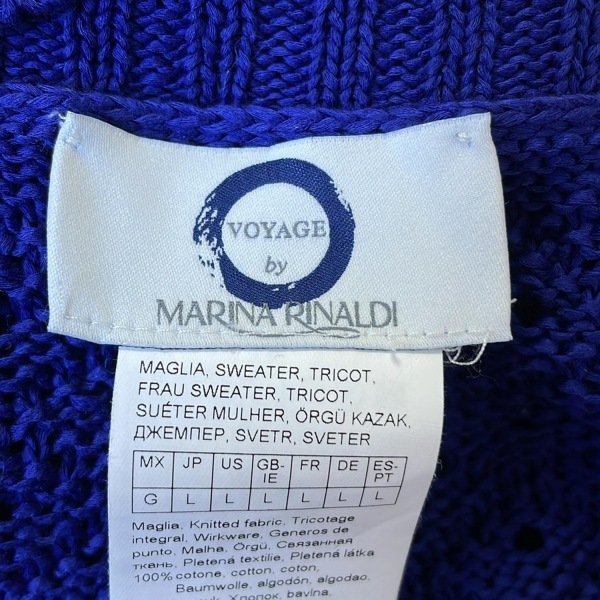 VOYAGE
by
MARINA RINALDI
MAGLIA, SWEATER, TRICOT,
FRAU SWEATER, TRICOT,
SUÉTER MULHER, ÖRGÜ KAZAK,
ДЖЕМПЕР, SVETR, SVETER
MX JP US GB-IE FR DE ES-PT
G L L L L L L
Maglia, Knitted fabric, Tricotage
integral, Wirkware, Generos de
punto, Malha, Örgü, Связанная
ткань, Pletená textilie, Pletená látka
100% cotone, cotton, coton,
Baumwolle, algodón, algodao,
Хлопок, bavlna,